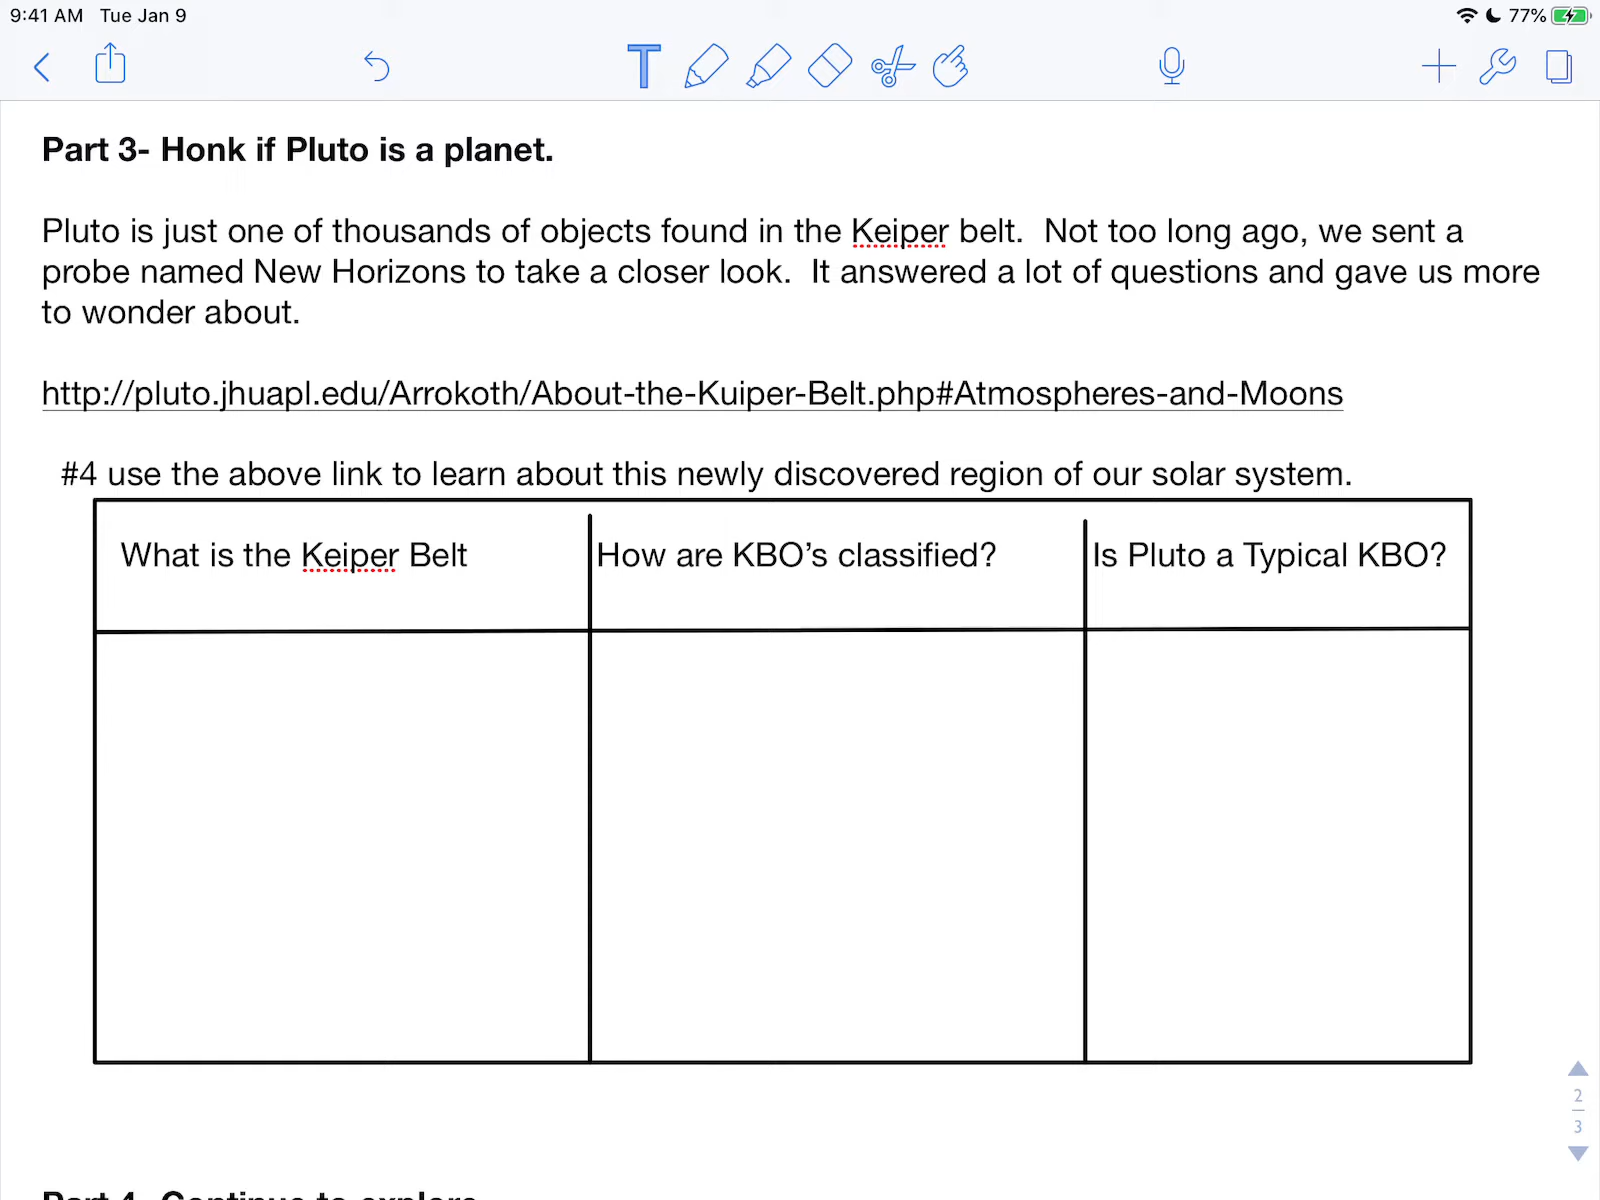 9:41 AM Tue Jan 9 77%
T
Part 3- Honk if Pluto is a planet.
Pluto is just one of thousands of objects found in the Keiper belt. Not too long ago, we sent a
probe named New Horizons to take a closer look. It answered a lot of questions and gave us more
to wonder about.
http://pluto.jhuapl.edu/Arrokoth/About-the-Kuiper-Belt.php#Atmospheres-and-Moons
#4 use the above link to learn about this newly discovered region of our solar system.
What is the Keiper Belt
How are KBO’s classified?
Is Pluto a Typical KBO?
2
3
Part 4- Continue to explore